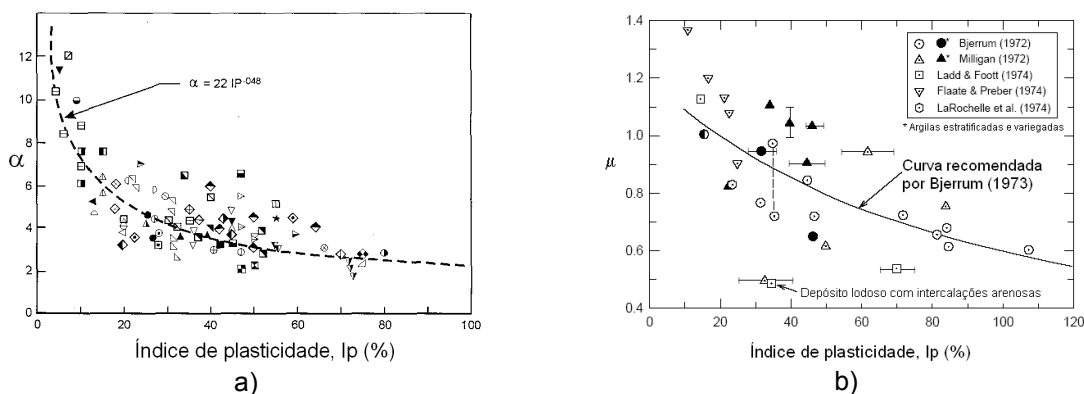 12
10
8
6
4
2
0
α
α = 22 IP-048
0
20
40
60
80
100
Índice de plasticidade, Ip (%)
a)
1.4
1.2
1.0
0.8
0.6
0.4
μ
Bjerrum (1972)
* Milligan (1972)
Ladd & Foott (1974)
Flaate & Preber (1974)
LaRochelle et al. (1974)
* Argilas estratificadas e variegadas
Curva recomendada
por Bjerrum (1973)
Depósito lodoso com intercalações arenosas
0
20
40
60
80
100
120
Índice de plasticidade, Ip (%)
b)